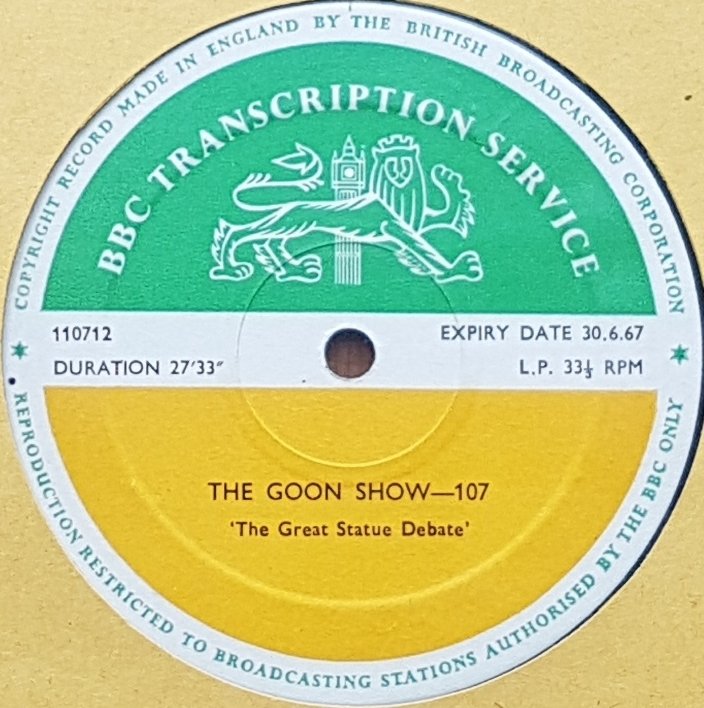 COPYRIGHT RECORD MADE IN ENGLAND BY THE BRITISH BROADCASTING CORPORATION
BBC TRANSCRIPTION SERVICE
110712
EXPIRY DATE 30.6.67
DURATION 27'33"
L.P. 33⅓ RPM
THE GOON SHOW—107
'The Great Statue Debate'
REPRODUCTION RESTRICTED TO BROADCASTING STATIONS AUTHORISED BY THE BBC ONLY